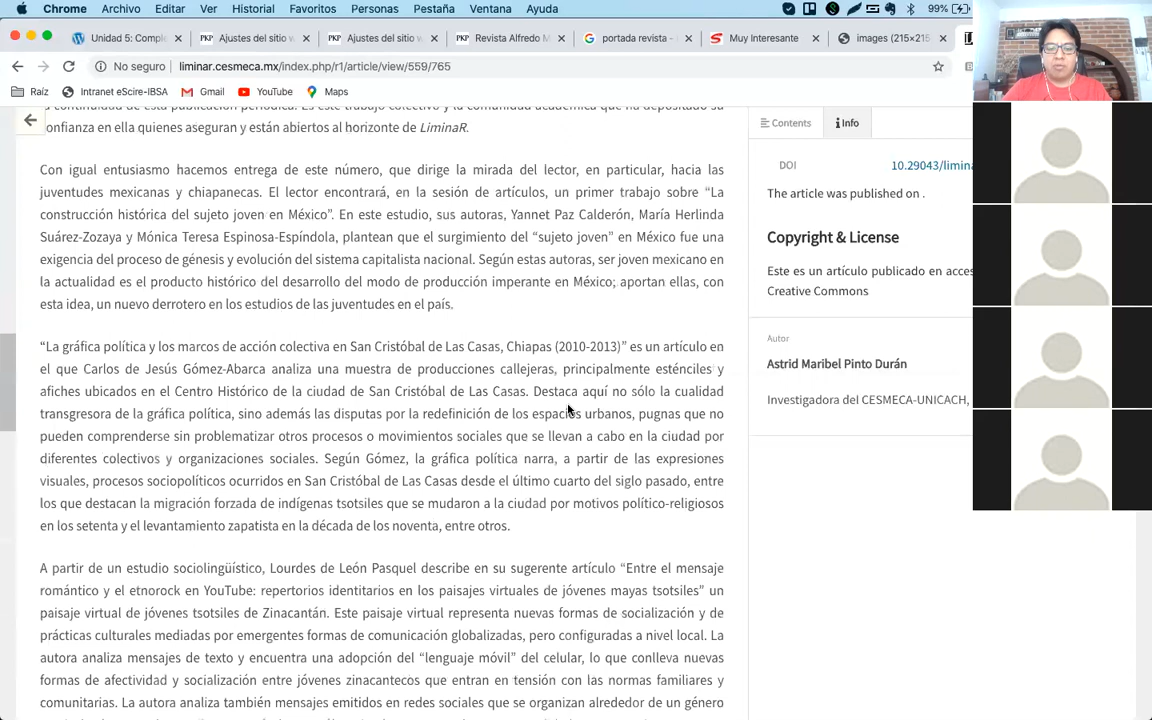 Chrome Archivo Editar Ver Historial Favoritos Personas Pestaña Ventana Ayuda 99%
Unidad 5: Comple × Ajustes del sitio × Ajustes del sitio × Revista Alfredo M × portada revista - × Muy Interesante × images (215×215 ×
No seguro liminar.cesmeca.mx/index.php/r1/article/view/559/765
Raíz Intranet eScire-IBSA Gmail YouTube Maps
la continuidad de esta publicación periódica. Es este trabajo colectivo y la comunidad académica que ha depositado su
confianza en ella quienes aseguran y están abiertos al horizonte de LiminaR.
Con igual entusiasmo hacemos entrega de este número, que dirige la mirada del lector, en particular, hacia las
juventudes mexicanas y chiapanecas. El lector encontrará, en la sesión de artículos, un primer trabajo sobre “La
construcción histórica del sujeto joven en México”. En este estudio, sus autoras, Yannet Paz Calderón, María Herlinda
Suárez-Zozaya y Mónica Teresa Espinosa-Espíndola, plantean que el surgimiento del “sujeto joven” en México fue una
exigencia del proceso de génesis y evolución del sistema capitalista nacional. Según estas autoras, ser joven mexicano en
la actualidad es el producto histórico del desarrollo del modo de producción imperante en México; aportan ellas, con
esta idea, un nuevo derrotero en los estudios de las juventudes en el país.
“La gráfica política y los marcos de acción colectiva en San Cristóbal de Las Casas, Chiapas (2010-2013)” es un artículo en
el que Carlos de Jesús Gómez-Abarca analiza una muestra de producciones callejeras, principalmente esténciles y
afiches ubicados en el Centro Histórico de la ciudad de San Cristóbal de Las Casas. Destaca aquí no sólo la cualidad
transgresora de la gráfica política, sino además las disputas por la redefinición de los espacios urbanos, pugnas que no
pueden comprenderse sin problematizar otros procesos o movimientos sociales que se llevan a cabo en la ciudad por
diferentes colectivos y organizaciones sociales. Según Gómez, la gráfica política narra, a partir de las expresiones
visuales, procesos sociopolíticos ocurridos en San Cristóbal de Las Casas desde el último cuarto del siglo pasado, entre
los que destacan la migración forzada de indígenas tsotsiles que se mudaron a la ciudad por motivos político-religiosos
en los setenta y el levantamiento zapatista en la década de los noventa, entre otros.
A partir de un estudio sociolingüístico, Lourdes de León Pasquel describe en su sugerente artículo “Entre el mensaje
romántico y el etnorock en YouTube: repertorios identitarios en los paisajes virtuales de jóvenes mayas tsotsiles” un
paisaje virtual de jóvenes tsotsiles de Zinacantán. Este paisaje virtual representa nuevas formas de socialización y de
prácticas culturales mediadas por emergentes formas de comunicación globalizadas, pero configuradas a nivel local. La
autora analiza mensajes de texto y encuentra una adopción del “lenguaje móvil” del celular, lo que conlleva nuevas
formas de afectividad y socialización entre jóvenes zinacantecos que entran en tensión con las normas familiares y
comunitarias. La autora analiza también mensajes emitidos en redes sociales que se organizan alrededor de un género
Contents Info
DOI 10.29043/limina
The article was published on .
Copyright & License
Este es un artículo publicado en acces
Creative Commons
Autor
Astrid Maribel Pinto Durán
Investigadora del CESMECA-UNICACH,